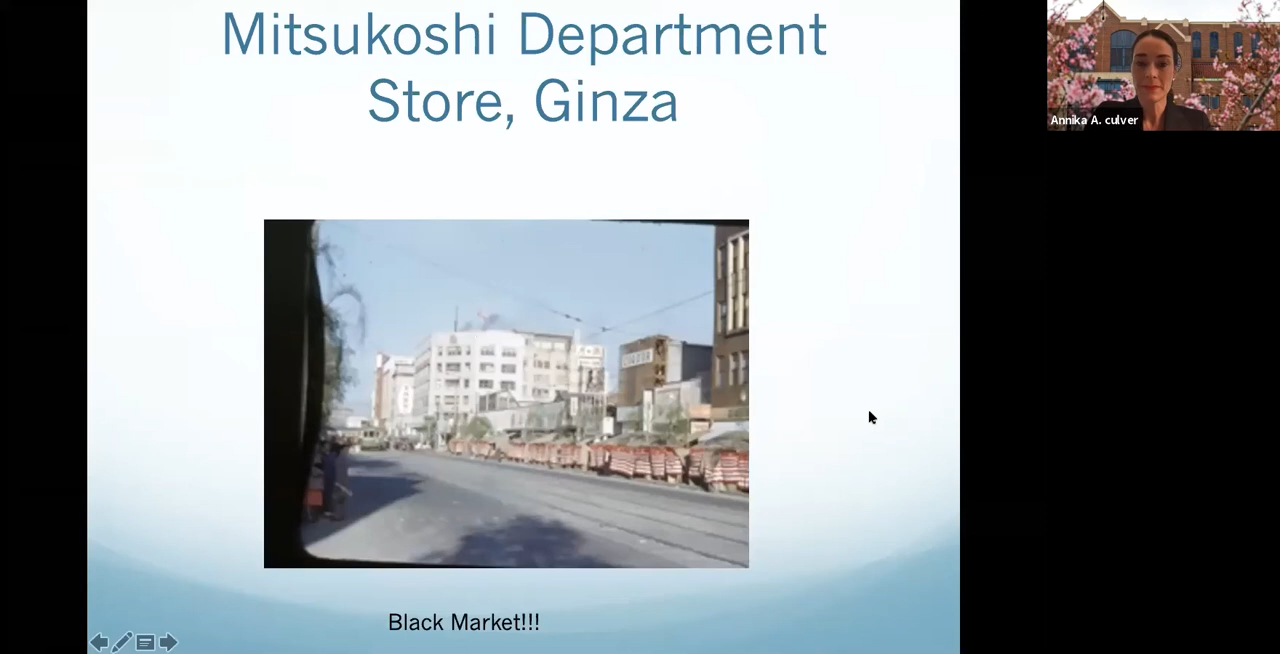 Mitsukoshi Department
Store, Ginza
Annika A. culver
Black Market!!!